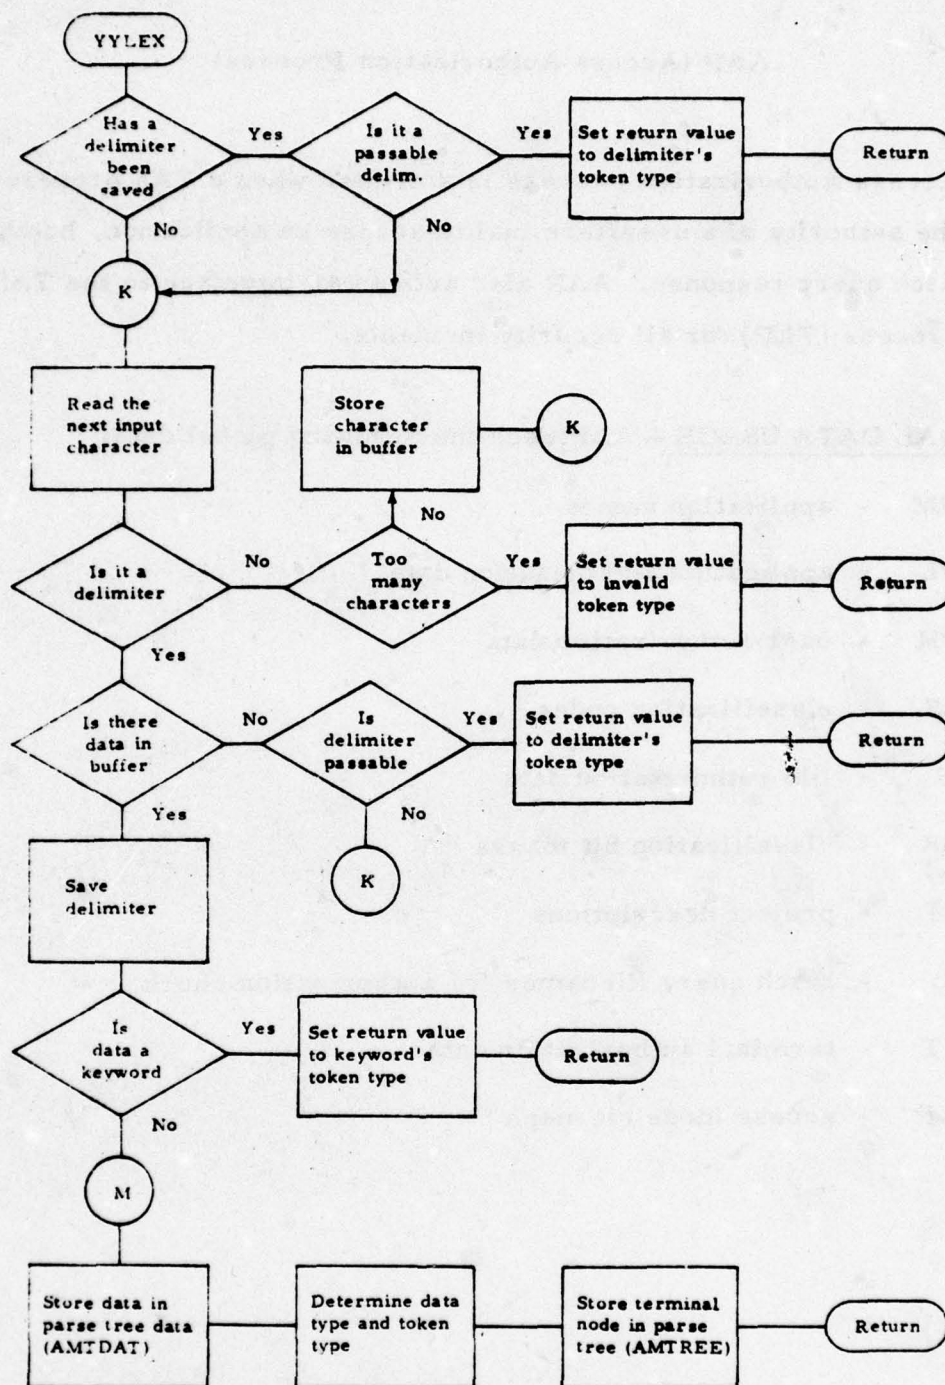 YYLEX
Has a
delimiter
been
saved
Yes
Is it a
passable
delim.
Yes
Set return value
to delimiter's
token type
Return
No
No
K
Read the
next input
character
Store
character
in buffer
K
No
Is it a
delimiter
No
Too
many
characters
Yes
Set return value
to invalid
token type
Return
Yes
Is there
data in
buffer
No
Is
delimiter
passable
Yes
Set return value
to delimiter's
token type
Return
Yes
No
K
Save
delimiter
Is
data a
keyword
Yes
Set return value
to keyword's
token type
Return
No
M
Store data in
parse tree data
(AMTDAT)
Determine data
type and token
type
Store terminal
node in parse
tree (AMTREE)
Return